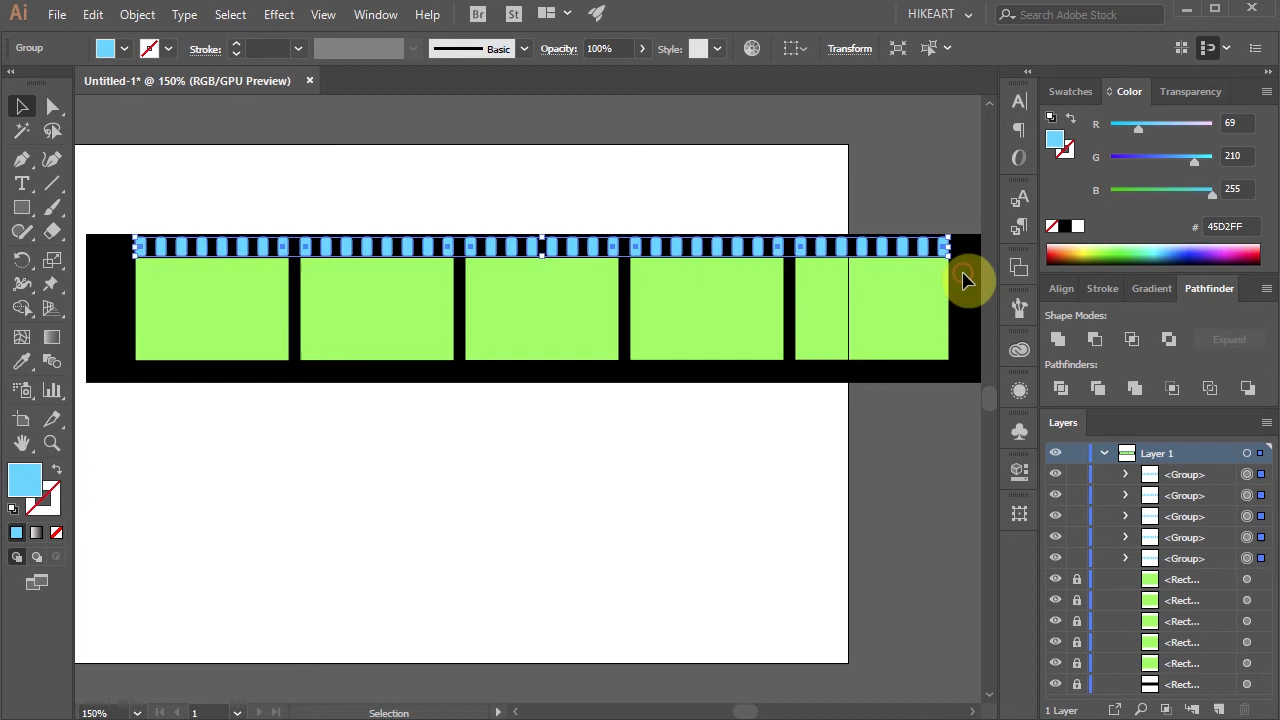 Ai File Edit Object Type Select Effect View Window Help Br St HIKEART Search Adobe Stock
Group Stroke: Basic Opacity: 100% Style: Transform
Untitled-1* @ 150% (RGB/GPU Preview)
Swatches Color Transparency
R 69
G 210
B 255
# 45D2FF
Align Stroke Gradient Pathfinder
Shape Modes:
Expand
Pathfinders:
Layers
Layer 1
<Group>
<Group>
<Group>
<Group>
<Group>
<Rect...
<Rect...
<Rect...
<Rect...
<Rect...
<Rect...
150% 1 Selection 1 Layer